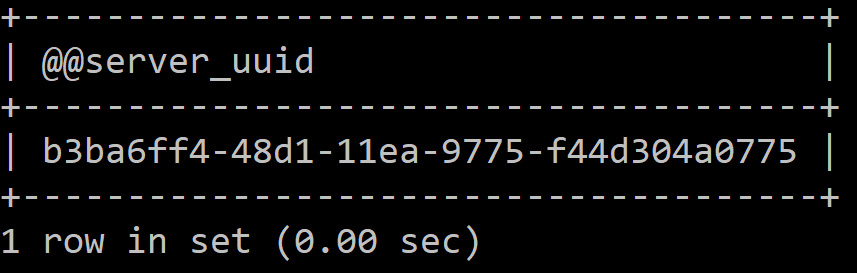 +--------------------------------------+
| @@server_uuid                        |
+--------------------------------------+
| b3ba6ff4-48d1-11ea-9775-f44d304a0775 |
+--------------------------------------+
1 row in set (0.00 sec)